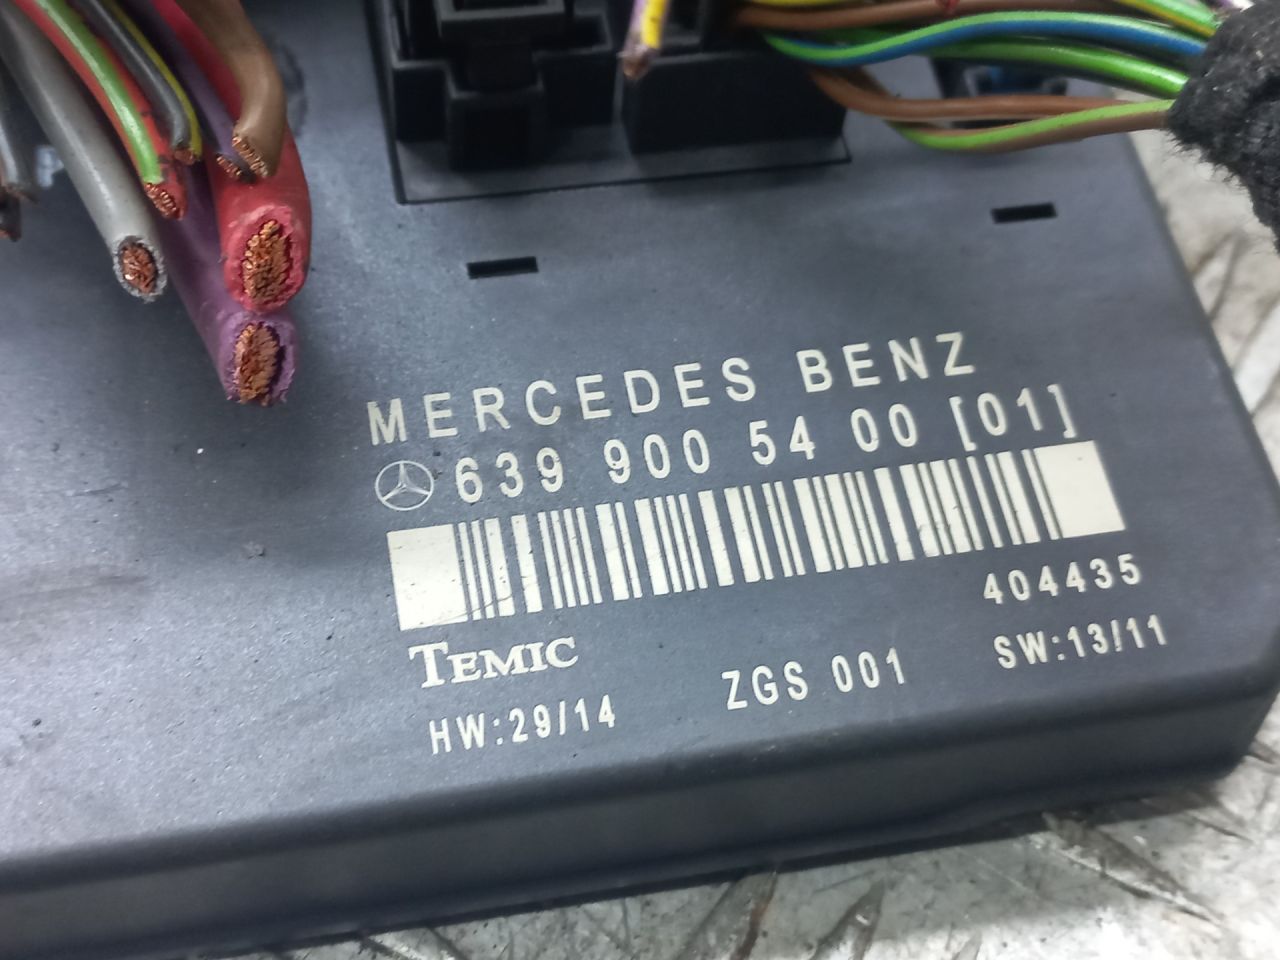 MERCEDES BENZ
639 900 54 00 [01]
404435
TEMIC
HW:29/14 ZGS 001 SW:13/11